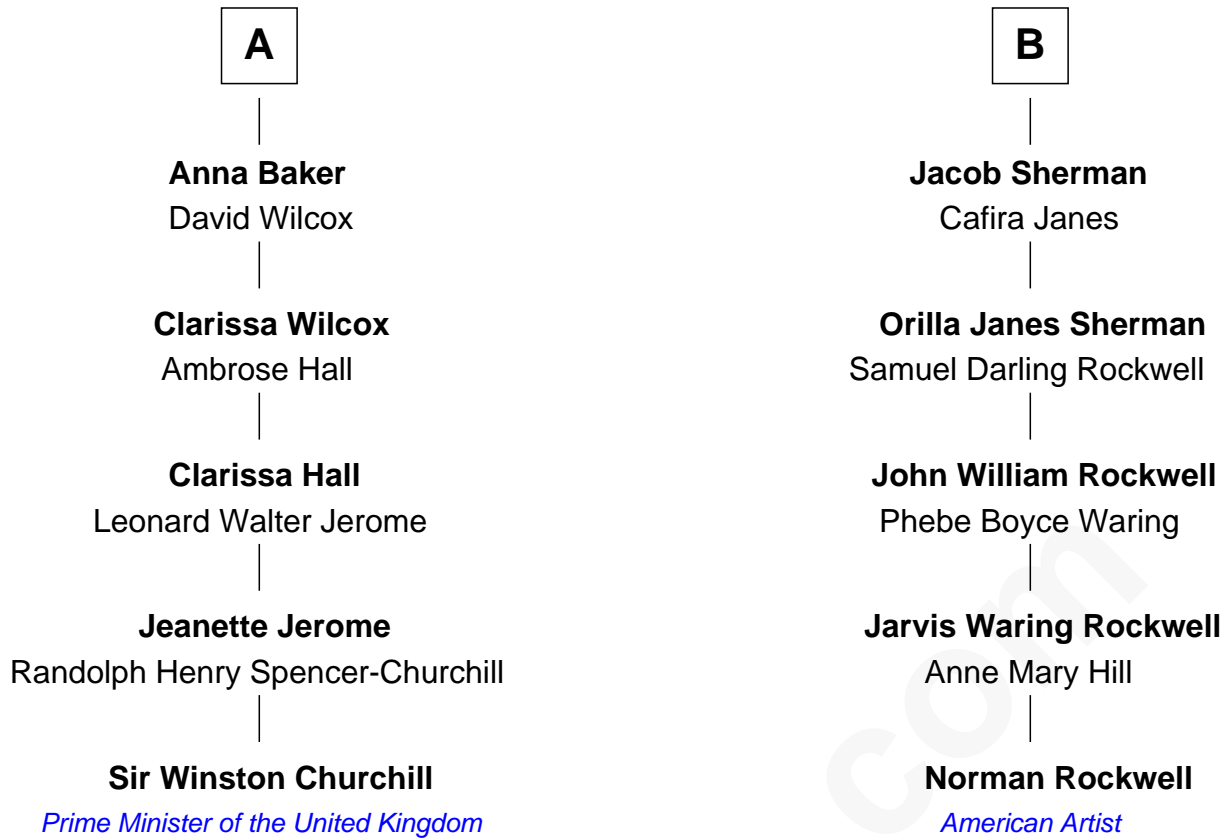 A
Anna Baker
David Wilcox
Clarissa Wilcox
Ambrose Hall
Clarissa Hall
Leonard Walter Jerome
Jeanette Jerome
Randolph Henry Spencer-Churchill
Sir Winston Churchill
Prime Minister of the United Kingdom
B
Jacob Sherman
Cafira Janes
Orilla Janes Sherman
Samuel Darling Rockwell
John William Rockwell
Phebe Boyce Waring
Jarvis Waring Rockwell
Anne Mary Hill
Norman Rockwell
American Artist
com